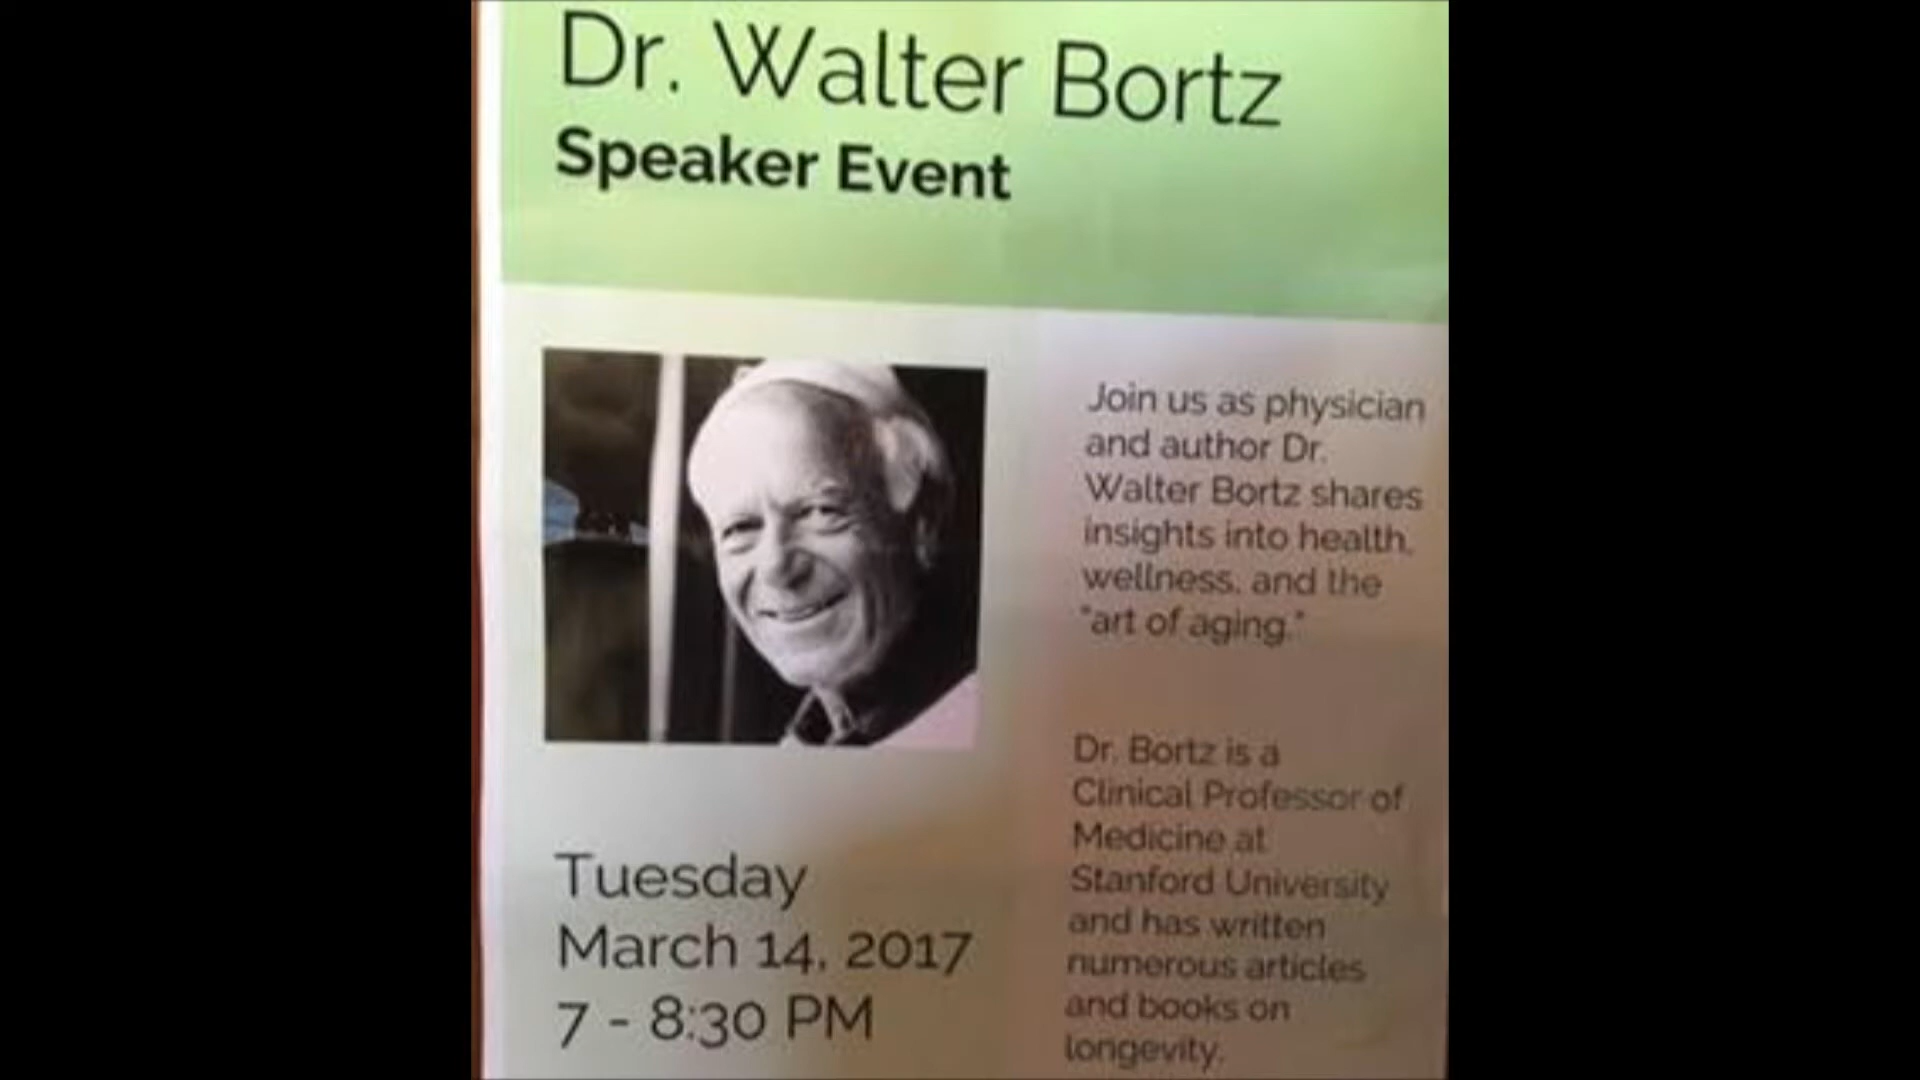 Dr. Walter Bortz
Speaker Event
Join us as physician
and author Dr.
Walter Bortz shares
insights into health,
wellness, and the
"art of aging."
Dr. Bortz is a
Clinical Professor of
Medicine at
Stanford University
and has written
numerous articles
and books on
longevity.
Tuesday
March 14, 2017
7 - 8:30 PM